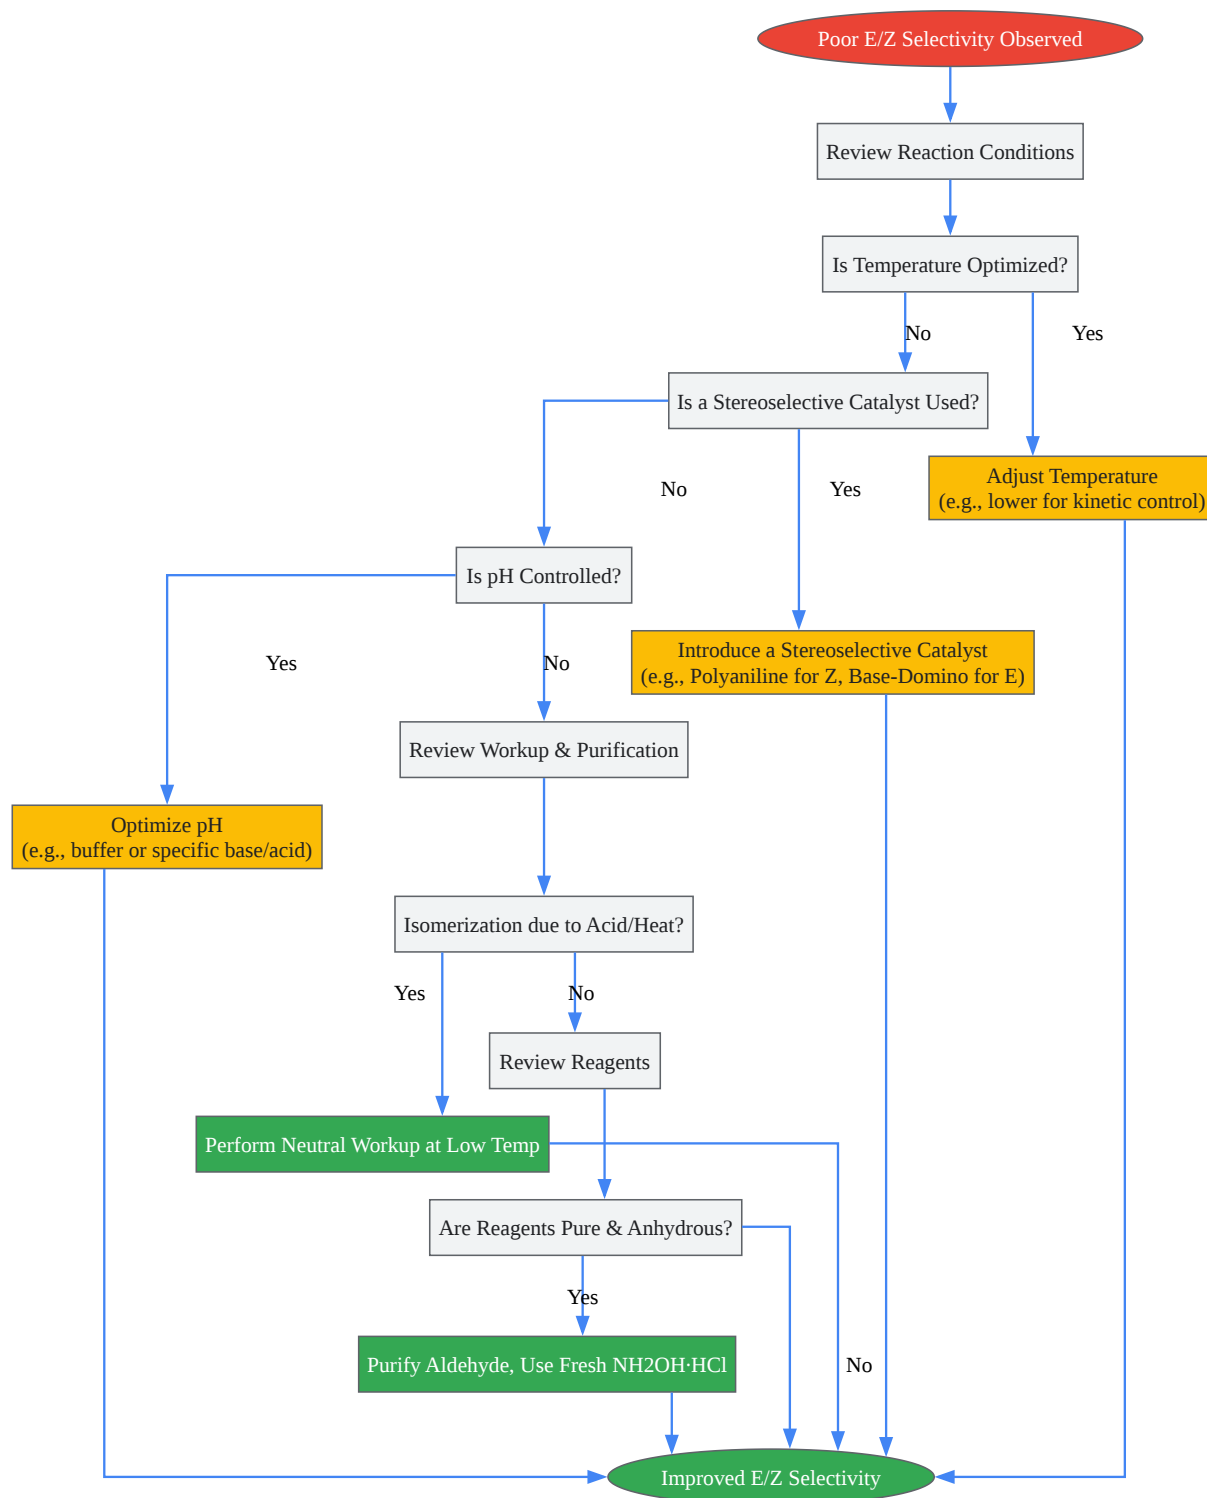 Poor E/Z Selectivity Observed
Review Reaction Conditions
Is Temperature Optimized?
No
Yes
Is a Stereoselective Catalyst Used?
Adjust Temperature
(e.g., lower for kinetic control)
No
Yes
Is pH Controlled?
Introduce a Stereoselective Catalyst
(e.g., Polyaniline for Z, Base-Domino for E)
Yes
No
Review Workup & Purification
Optimize pH
(e.g., buffer or specific base/acid)
Isomerization due to Acid/Heat?
Yes
No
Review Reagents
Perform Neutral Workup at Low Temp
Are Reagents Pure & Anhydrous?
Yes
Purify Aldehyde, Use Fresh NH2OH·HCl
No
Improved E/Z Selectivity